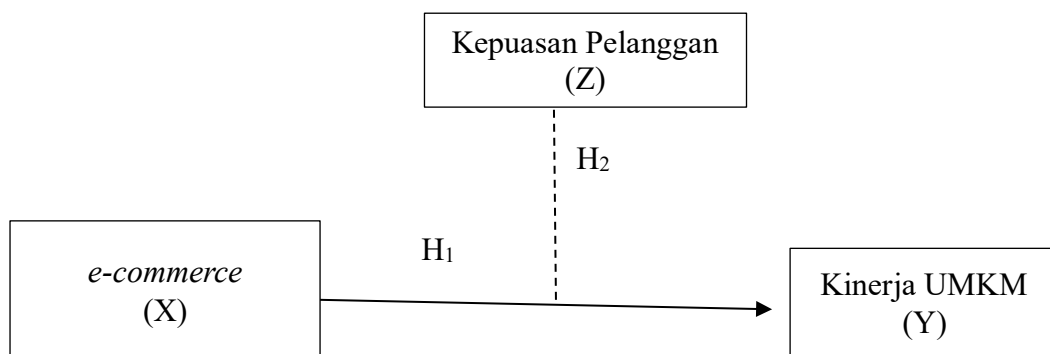 Kepuasan Pelanggan
(Z)
H₂
H₁
e-commerce
(X)
Kinerja UMKM
(Y)